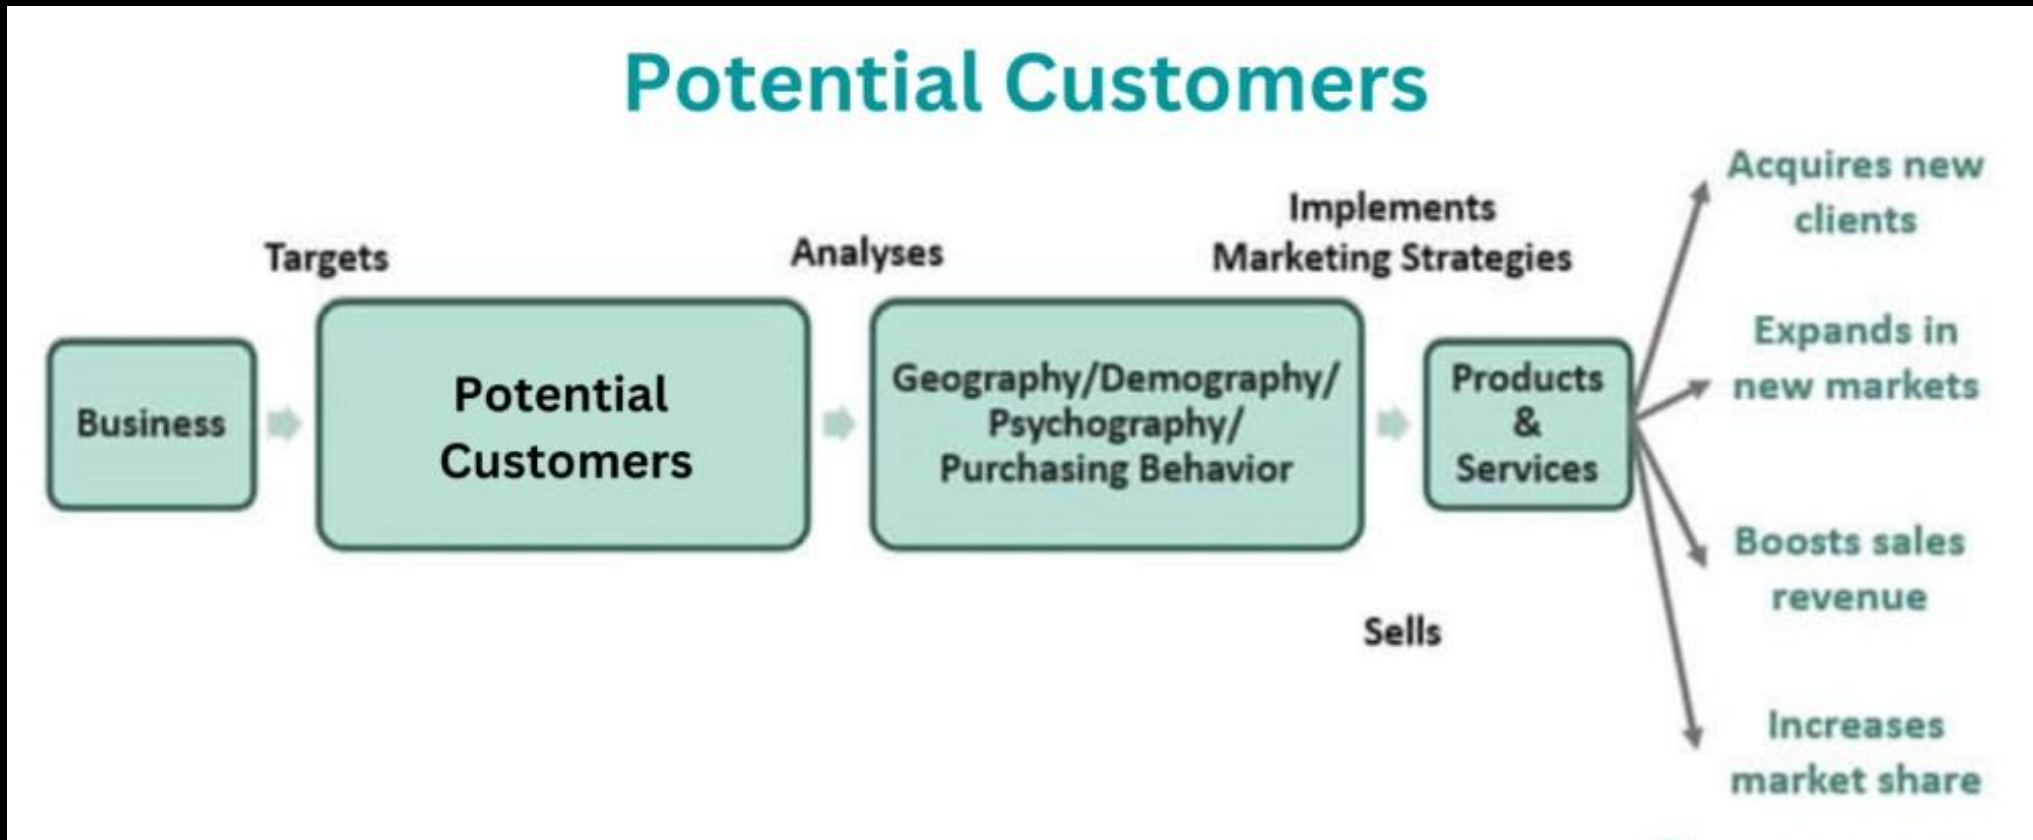 Potential Customers
Targets
Analyses
Implements
Marketing Strategies
Business
Potential
Customers
Geography/Demography/
Psychography/
Purchasing Behavior
Products
&
Services
Sells
Acquires new
clients
Expands in
new markets
Boosts sales
revenue
Increases
market share